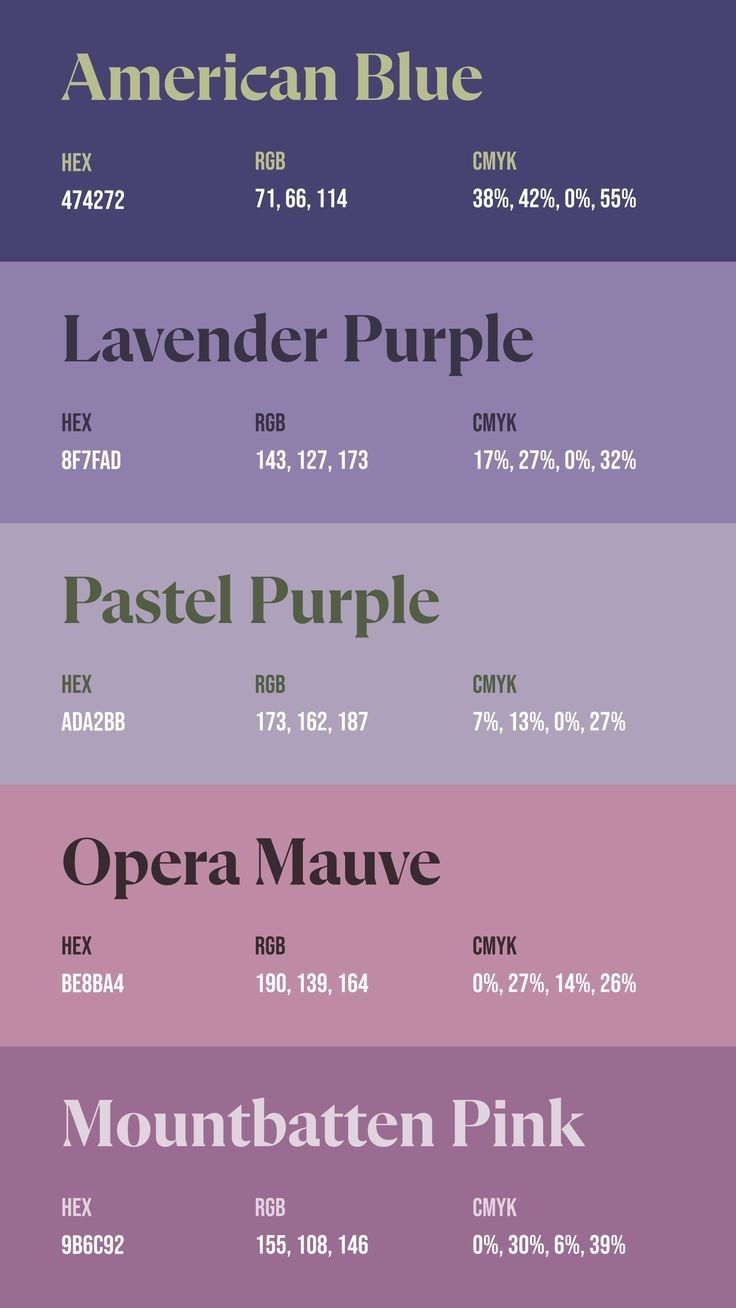 American Blue
HEX RGB CMYK
474272 71, 66, 114 38%, 42%, 0%, 55%
Lavender Purple
HEX RGB CMYK
8F7FAD 143, 127, 173 17%, 27%, 0%, 32%
Pastel Purple
HEX RGB CMYK
ADA2BB 173, 162, 187 7%, 13%, 0%, 27%
Opera Mauve
HEX RGB CMYK
BE8BA4 190, 139, 164 0%, 27%, 14%, 26%
Mountbatten Pink
HEX RGB CMYK
9B6C92 155, 108, 146 0%, 30%, 6%, 39%